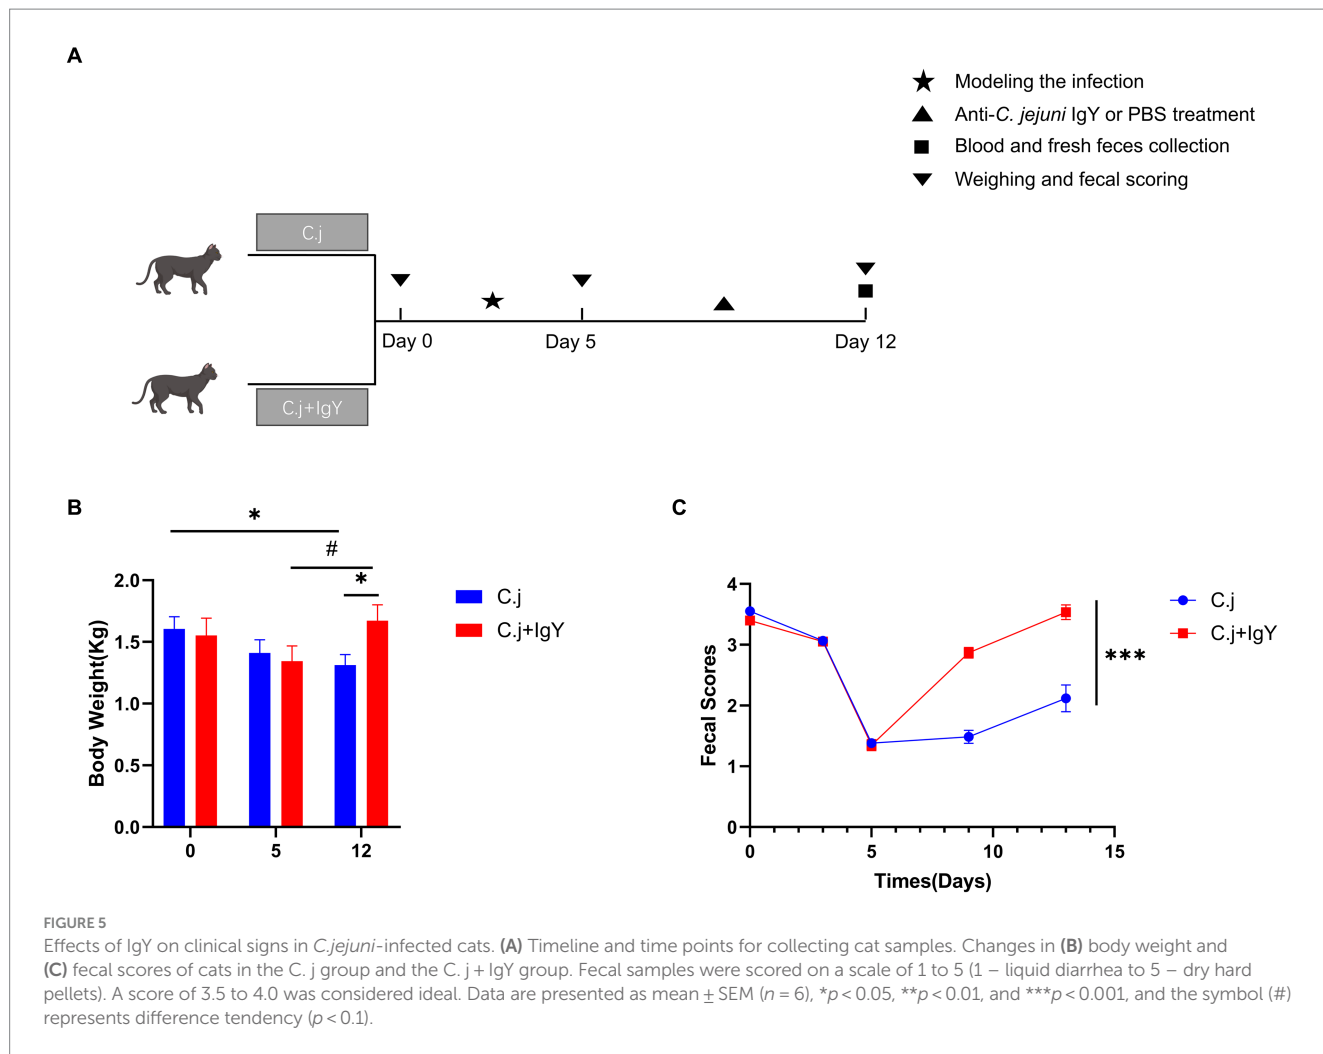 A
Modeling the infection
Anti-C. jejuni IgY or PBS treatment
Blood and fresh feces collection
Weighing and fecal scoring
C.j
Day 0
Day 5
Day 12
C.j+IgY
B
*
#
*
2.0
1.5
1.0
0.5
0.0
Body Weight(Kg)
0
5
12
C.j
C.j+IgY
C
4
3
2
1
0
Fecal Scores
0
5
10
15
Times(Days)
***
C.j
C.j+IgY
FIGURE 5
Effects of IgY on clinical signs in C.jejuni-infected cats. (A) Timeline and time points for collecting cat samples. Changes in (B) body weight and
(C) fecal scores of cats in the C. j group and the C. j + IgY group. Fecal samples were scored on a scale of 1 to 5 (1 – liquid diarrhea to 5 – dry hard
pellets). A score of 3.5 to 4.0 was considered ideal. Data are presented as mean ± SEM (n = 6), *p < 0.05, **p < 0.01, and ***p < 0.001, and the symbol (#)
represents difference tendency (p < 0.1).